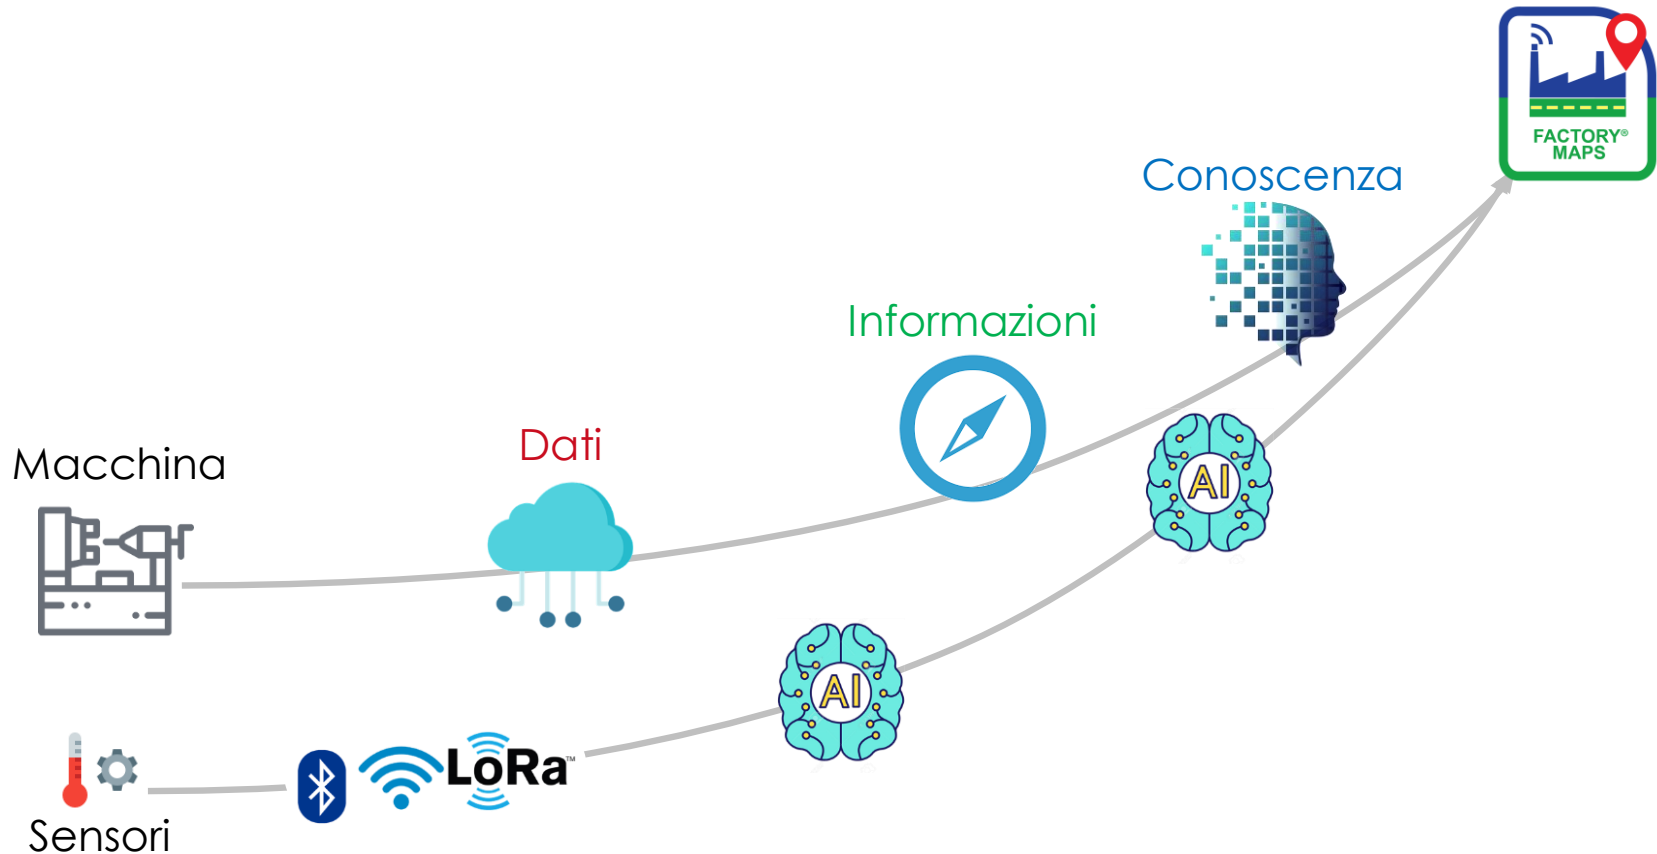 FACTORY®
MAPS
Conoscenza
Informazioni
Dati
Macchina
AI
AI
LoRa™
Sensori